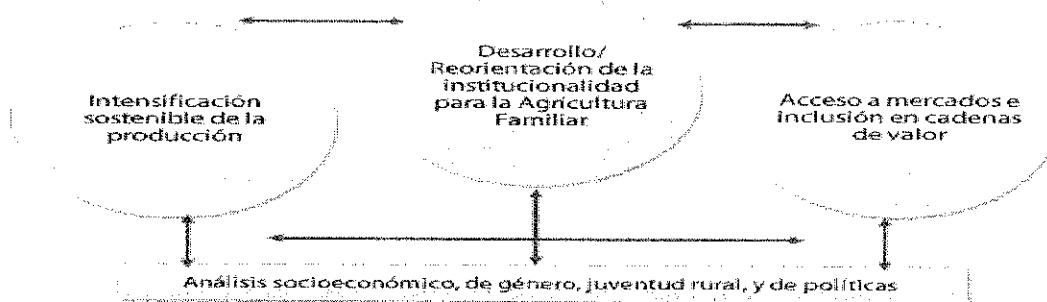 Desarrollo/
Reorientación de la
institucionalidad
para la Agricultura
Familiar
Intensificación
sostenible de la
producción
Acceso a mercados e
inclusión en cadenas
de valor
Análisis socioeconómico, de género, juventud rural, y de políticas